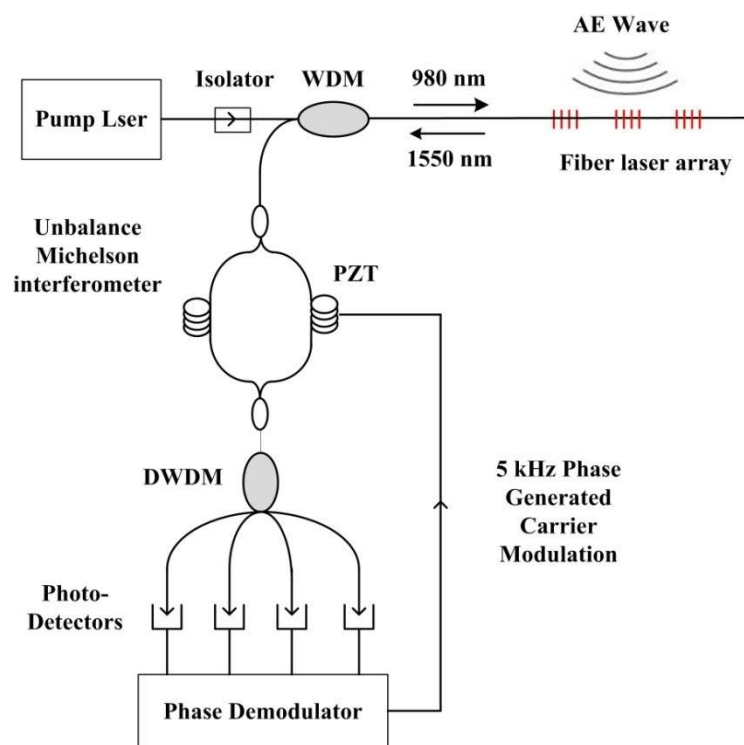 AE Wave
Isolator
WDM
980 nm
Pump Lser
1550 nm
Fiber laser array
Unbalance
Michelson
interferometer
PZT
DWDM
5 kHz Phase
Generated
Carrier
Modulation
Photo-
Detectors
Phase Demodulator